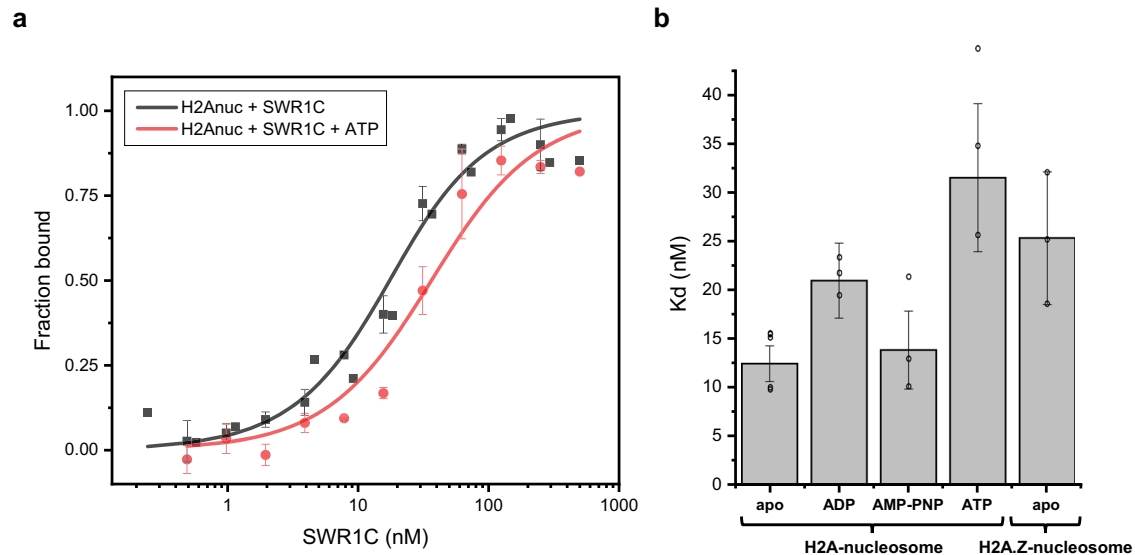 a
H2Anuc + SWR1C
H2Anuc + SWR1C + ATP
1.00
0.75
0.50
0.25
0.00
Fraction bound
1 10 100 1000
SWR1C (nM)
b
40
35
30
25
20
15
10
5
0
Kd (nM)
apo ADP AMP-PNP ATP apo
H2A-nucleosome H2A.Z-nucleosome